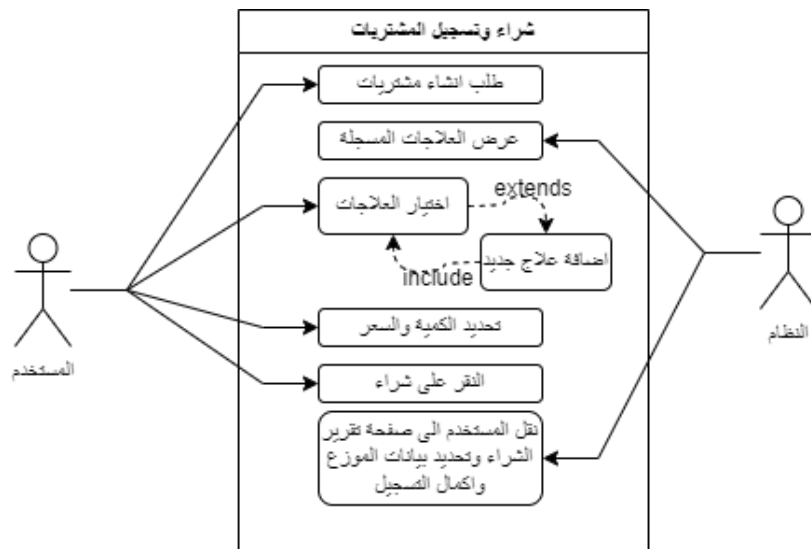 شراء وتسجيل المشتريات
طلب انشاء مشتريات
عرض العلاجات المسجلة
اختيار العلاجات
extends
اضافة علاج جديد
include
تحديد الكمية والسعر
النقر على شراء
نقل المستخدم الى صفحة تقرير
الشراء وتحديد بيانات الموزع
واكمال التسجيل
المستخدم
النظام